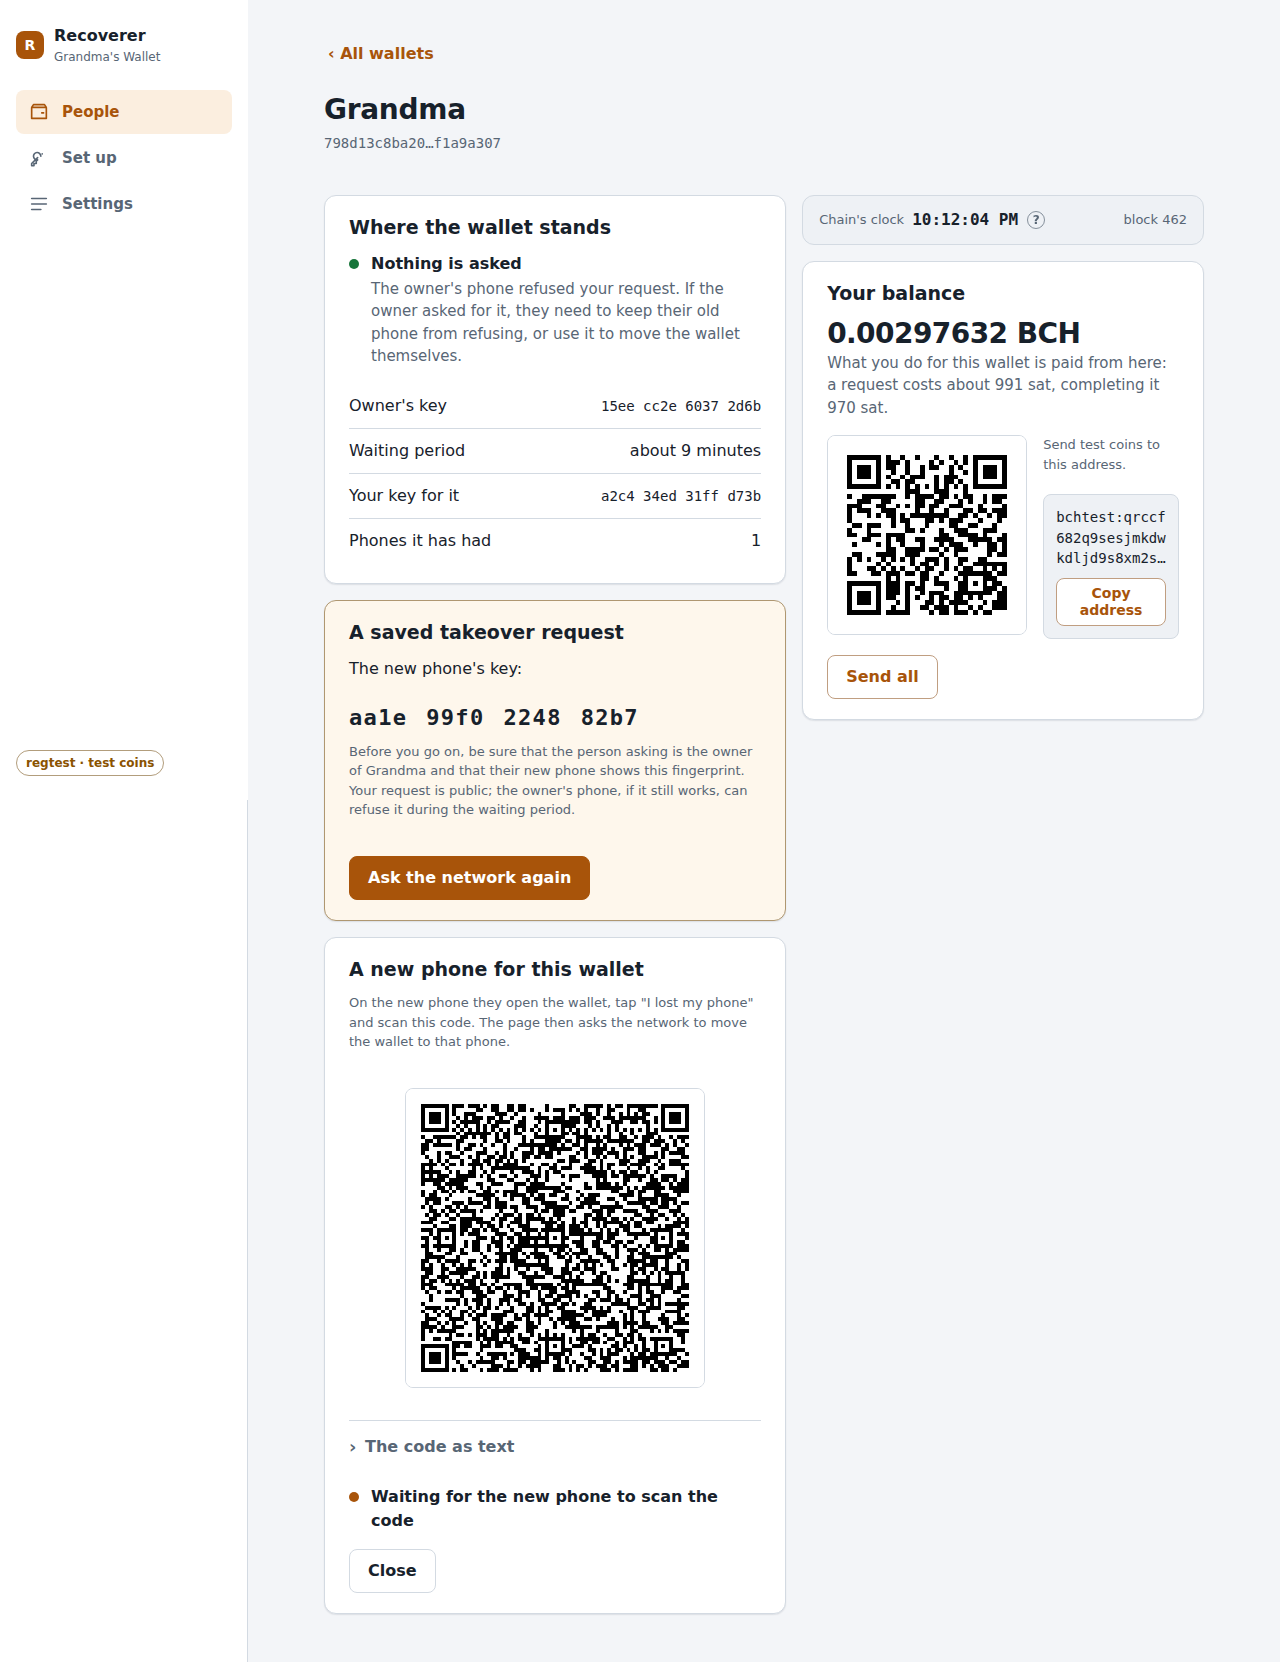 R
Recoverer
Grandma's Wallet
People
Set up
Settings
regtest · test coins
‹ All wallets
Grandma
798d13c8ba20…f1a9a307
Where the wallet stands
Nothing is asked
The owner's phone refused your request. If the
owner asked for it, they need to keep their old
phone from refusing, or use it to move the wallet
themselves.
Owner's key 15ee cc2e 6037 2d6b
Waiting period about 9 minutes
Your key for it a2c4 34ed 31ff d73b
Phones it has had 1
A saved takeover request
The new phone's key:
aa1e 99f0 2248 82b7
Before you go on, be sure that the person asking is the owner
of Grandma and that their new phone shows this fingerprint.
Your request is public; the owner's phone, if it still works, can
refuse it during the waiting period.
Ask the network again
A new phone for this wallet
On the new phone they open the wallet, tap "I lost my phone"
and scan this code. The page then asks the network to move
the wallet to that phone.
› The code as text
Waiting for the new phone to scan the
code
Close
Chain's clock 10:12:04 PM ? block 462
Your balance
0.00297632 BCH
What you do for this wallet is paid from here:
a request costs about 991 sat, completing it
970 sat.
Send test coins to
this address.
bchtest:qrccf
682q9sesjmkdw
kdljd9s8xm2s…
Copy
address
Send all